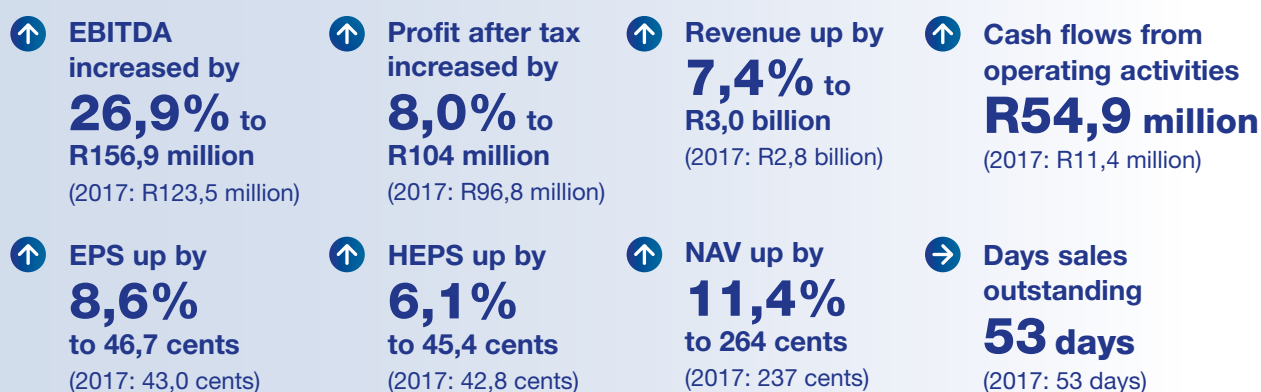 EBITDA
increased by
26,9% to
R156,9 million
(2017: R123,5 million)
Profit after tax
increased by
8,0% to
R104 million
(2017: R96,8 million)
Revenue up by
7,4% to
R3,0 billion
(2017: R2,8 billion)
Cash flows from
operating activities
R54,9 million
(2017: R11,4 million)
EPS up by
8,6%
to 46,7 cents
(2017: 43,0 cents)
HEPS up by
6,1%
to 45,4 cents
(2017: 42,8 cents)
NAV up by
11,4%
to 264 cents
(2017: 237 cents)
Days sales
outstanding
53 days
(2017: 53 days)